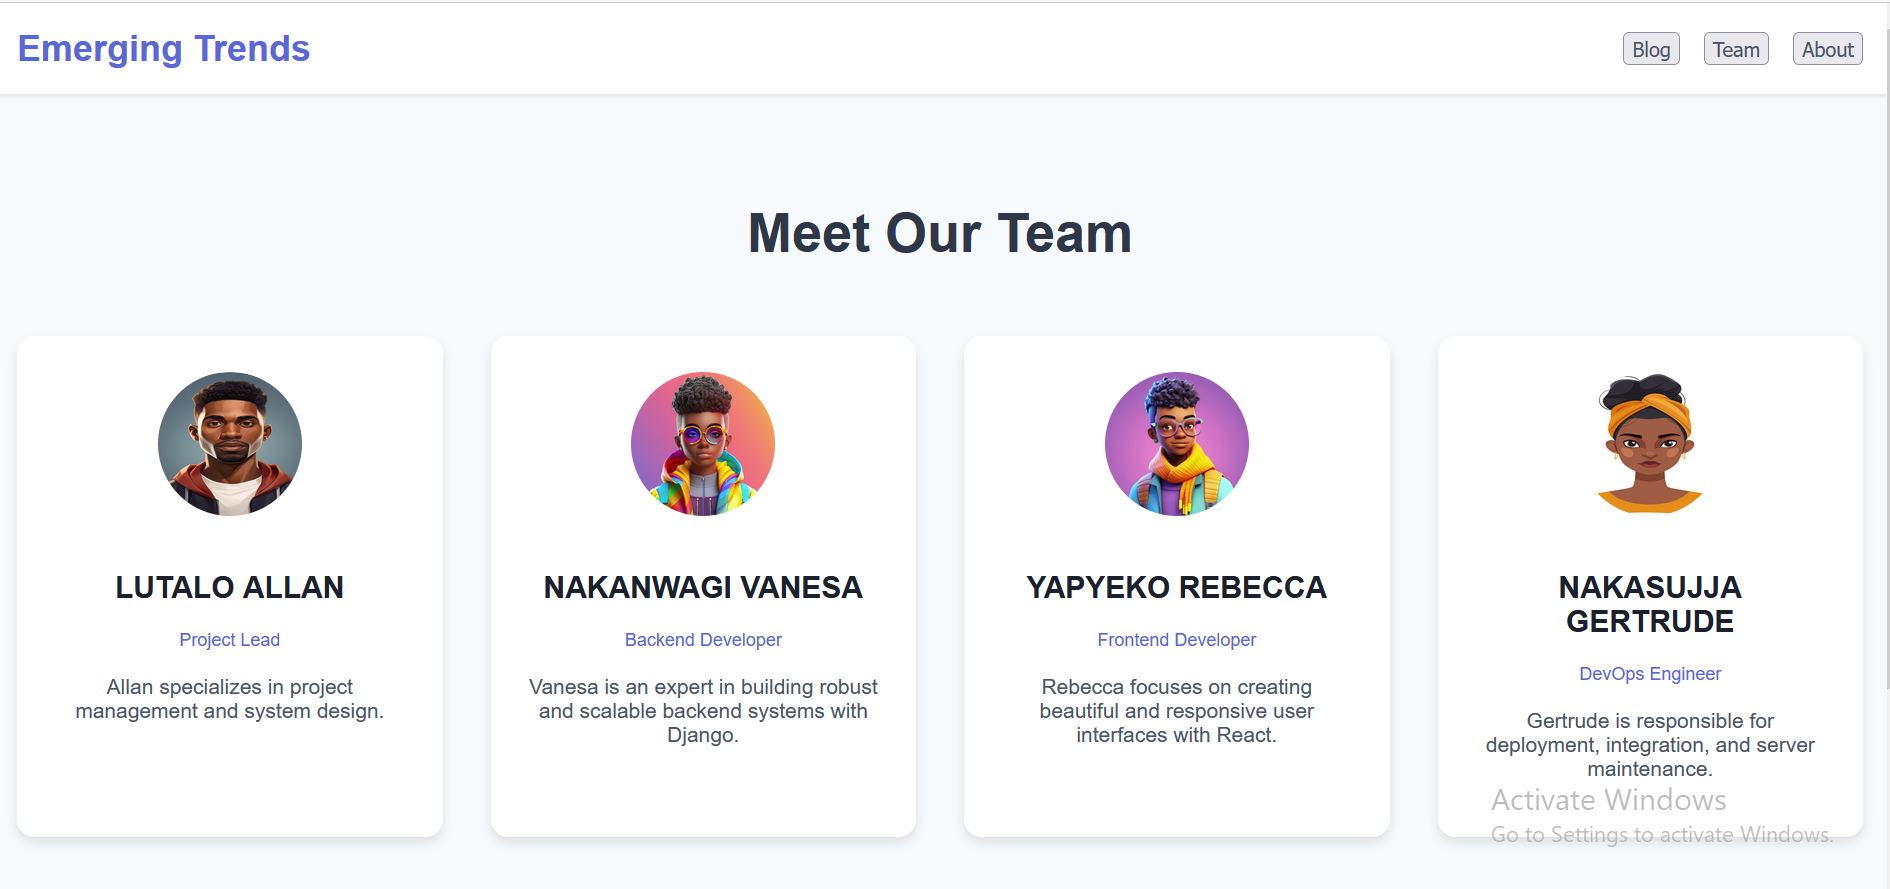 Emerging Trends
Blog Team About
Meet Our Team
LUTALO ALLAN
Project Lead
Allan specializes in project
management and system design.
NAKANWAGI VANESA
Backend Developer
Vanesa is an expert in building robust
and scalable backend systems with
Django.
YAPYEKO REBECCA
Frontend Developer
Rebecca focuses on creating
beautiful and responsive user
interfaces with React.
NAKASUJJA
GERTRUDE
DevOps Engineer
Gertrude is responsible for
deployment, integration, and server
maintenance.
Activate Windows
Go to Settings to activate Windows.